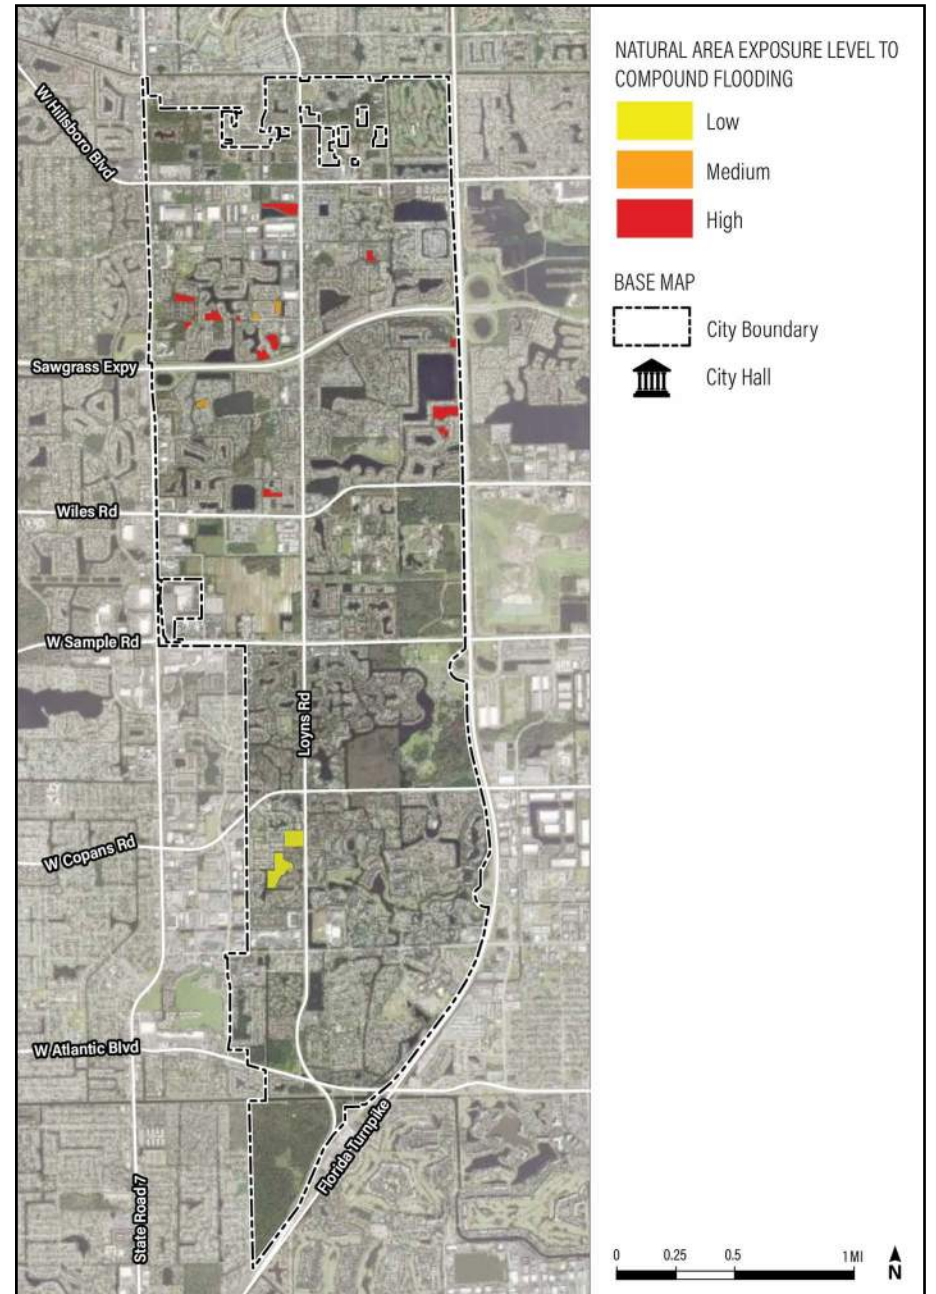 NATURAL AREA EXPOSURE LEVEL TO
COMPOUND FLOODING
Low
Medium
High
BASE MAP
City Boundary
City Hall
W Hillsboro Blvd
Sawgrass Expy
Wiles Rd
W Sample Rd
Loyns Rd
W Copans Rd
W Atlantic Blvd
Florida Turnpike
State Road 7
0 0.25 0.5 1 MI
N